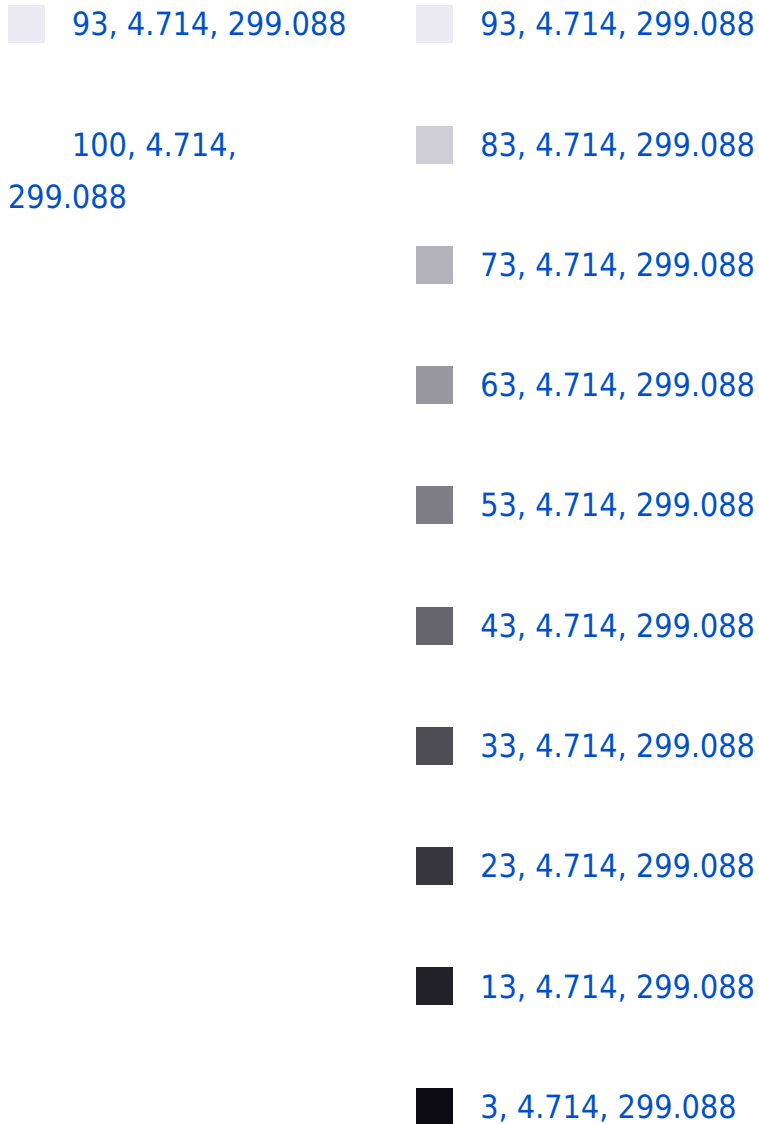 93, 4.714, 299.088
100, 4.714,
299.088
93, 4.714, 299.088
83, 4.714, 299.088
73, 4.714, 299.088
63, 4.714, 299.088
53, 4.714, 299.088
43, 4.714, 299.088
33, 4.714, 299.088
23, 4.714, 299.088
13, 4.714, 299.088
3, 4.714, 299.088